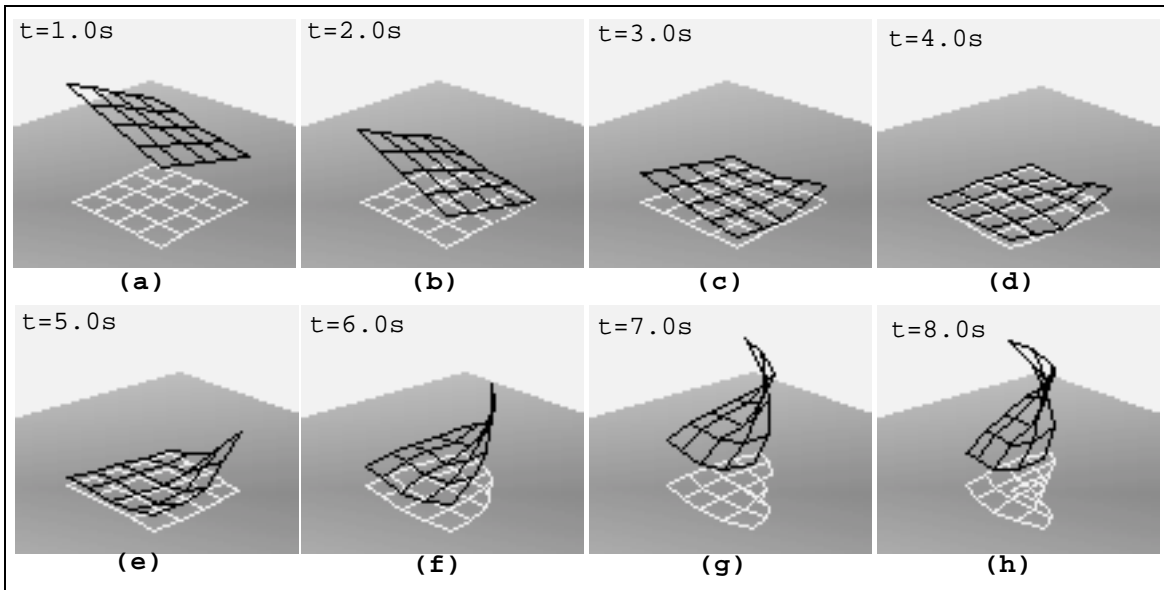 t=1.0s
t=2.0s
t=3.0s
t=4.0s
(a)
(b)
(c)
(d)
t=5.0s
t=6.0s
t=7.0s
t=8.0s
(e)
(f)
(g)
(h)